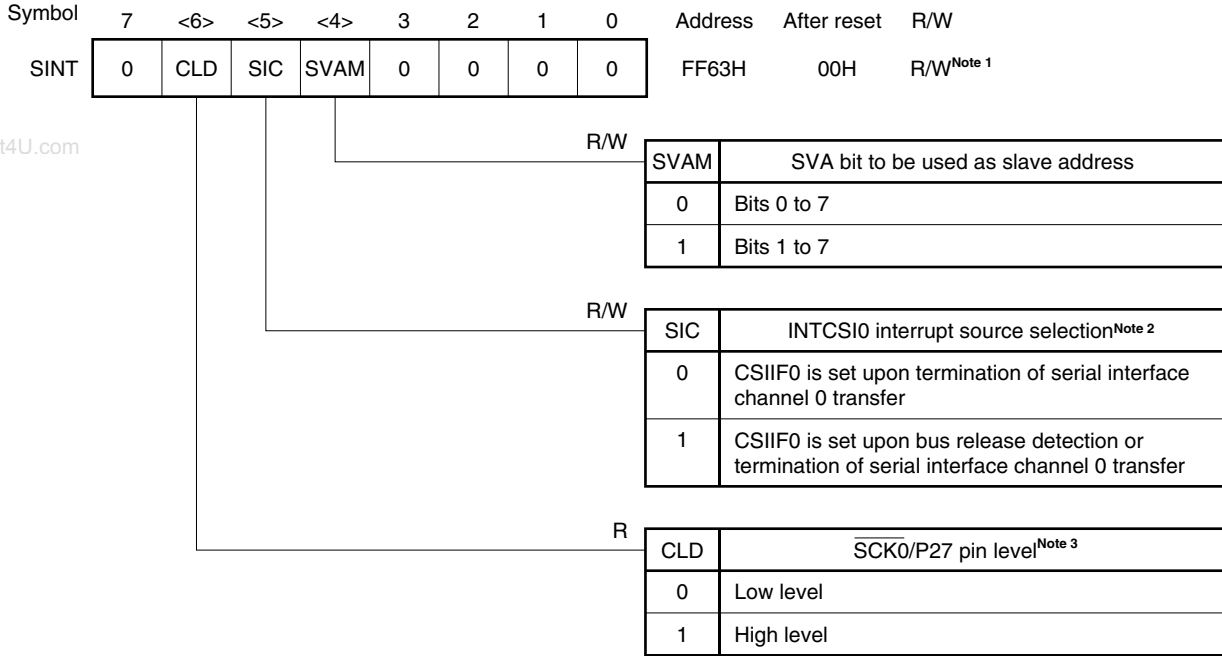 Symbol 7 <6> <5> <4> 3 2 1 0 Address After reset R/W
SINT 0 CLD SIC SVAM 0 0 0 0 FF63H 00H R/WNote 1
t4U.com
R/W
SVAM SVA bit to be used as slave address
0 Bits 0 to 7
1 Bits 1 to 7
R/W
SIC INTCSI0 interrupt source selectionNote 2
0 CSIIF0 is set upon termination of serial interface
channel 0 transfer
1 CSIIF0 is set upon bus release detection or
termination of serial interface channel 0 transfer
R
CLD S̅C̅K̅0̅/P27 pin levelNote 3
0 Low level
1 High level